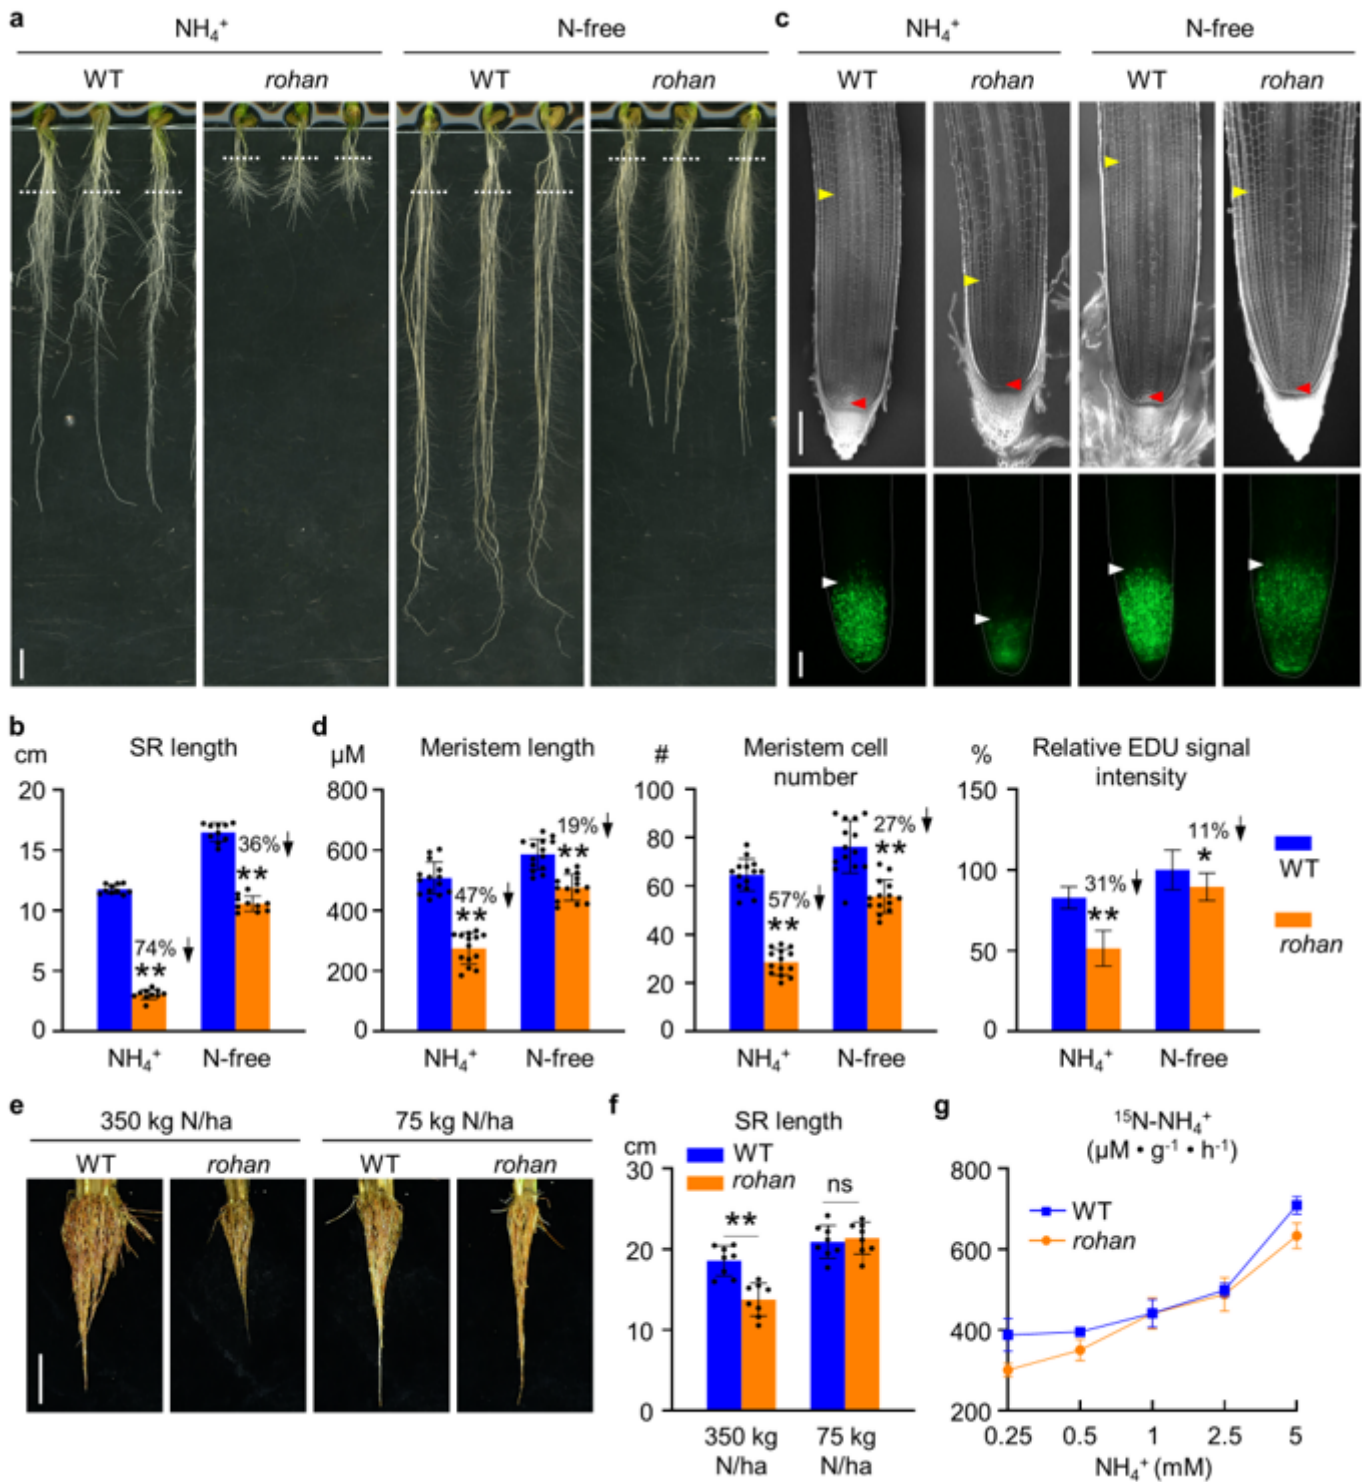 a
NH₄⁺
N-free
WT
rohan
WT
rohan
c
NH₄⁺
N-free
WT
rohan
WT
rohan
b
cm
SR length
20
15
10
5
0
74%
**
36%
**
NH₄⁺
N-free
d
µM
Meristem length
800
600
400
200
0
47%
**
19%
**
NH₄⁺
N-free
#
Meristem cell
number
100
80
60
40
20
0
57%
**
27%
**
NH₄⁺
N-free
%
Relative EDU signal
intensity
150
100
50
0
31%
**
11%
*
NH₄⁺
N-free
WT
rohan
e
350 kg N/ha
75 kg N/ha
WT
rohan
WT
rohan
f
SR length
cm
WT
rohan
30
20
10
0
**
ns
350 kg
N/ha
75 kg
N/ha
g
¹⁵N-NH₄⁺
(µM • g⁻¹ • h⁻¹)
800
600
400
200
WT
rohan
0.25
0.5
1
2.5
5
NH₄⁺ (mM)